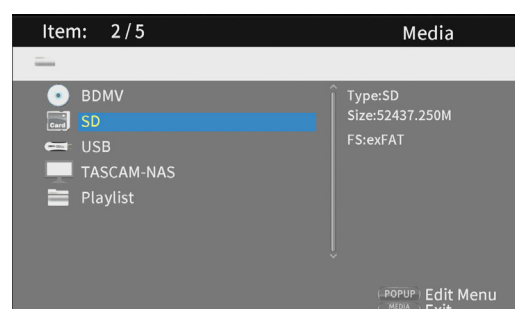 Item: 2/5 Media
BDMV
Card SD
USB
TASCAM-NAS
Playlist
Type:SD
Size:52437.250M
FS:exFAT
POPUP Edit Menu
MEDIA Exit